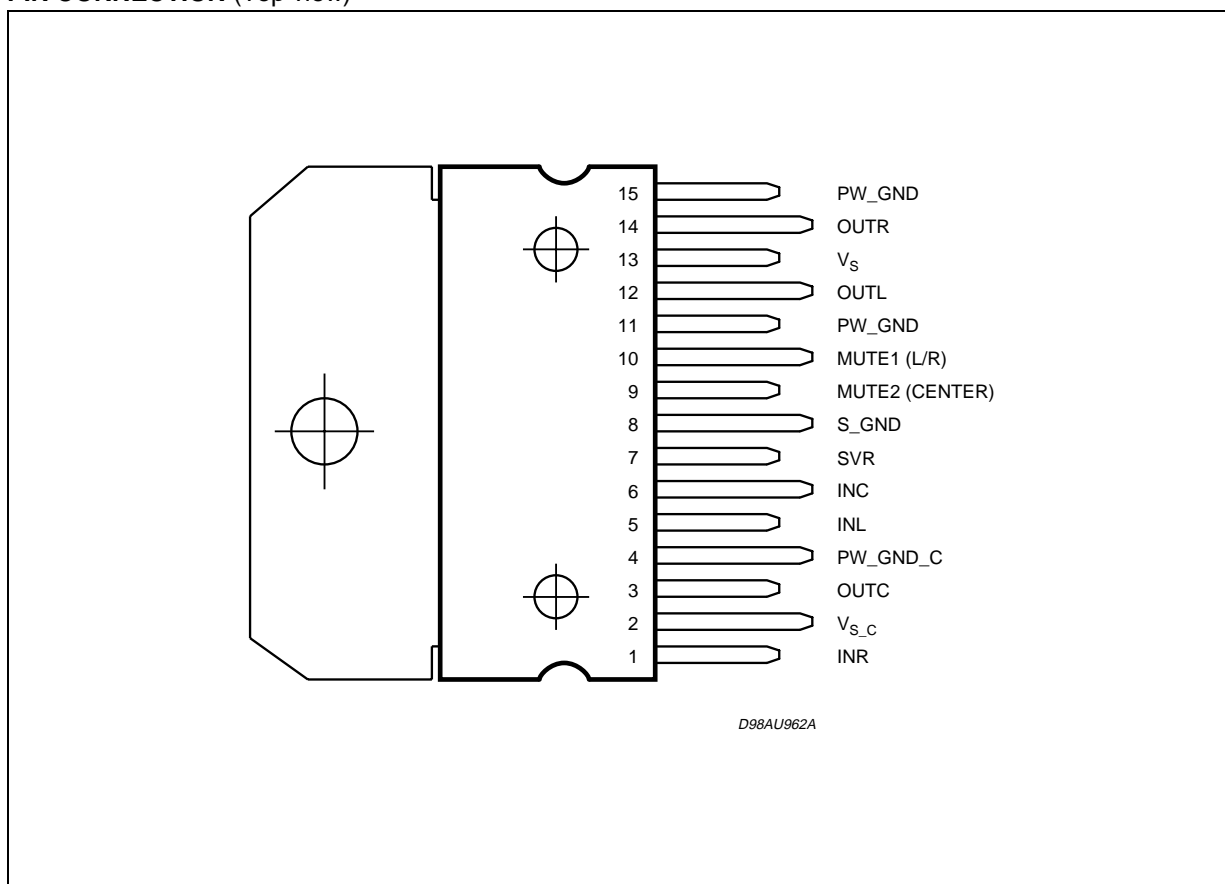 15 PW_GND
14 OUTR
13 VS
12 OUTL
11 PW_GND
10 MUTE1 (L/R)
9 MUTE2 (CENTER)
8 S_GND
7 SVR
6 INC
5 INL
4 PW_GND_C
3 OUTC
2 VS_C
1 INR
D98AU962A